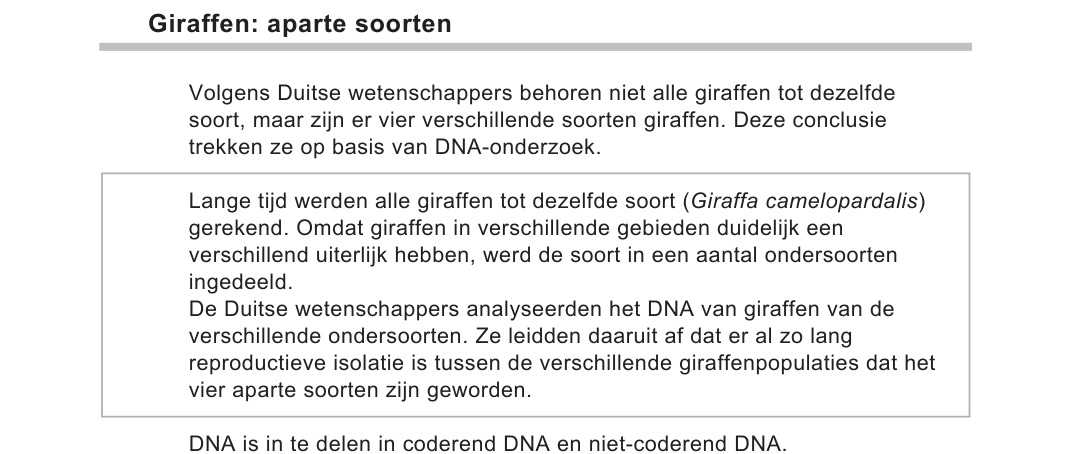 Giraffen: aparte soorten
Volgens Duitse wetenschappers behoren niet alle giraffen tot dezelfde
soort, maar zijn er vier verschillende soorten giraffen. Deze conclusie
trekken ze op basis van DNA-onderzoek.
Lange tijd werden alle giraffen tot dezelfde soort (Giraffa camelopardalis)
gerekend. Omdat giraffen in verschillende gebieden duidelijk een
verschillend uiterlijk hebben, werd de soort in een aantal ondersoorten
ingedeeld.
De Duitse wetenschappers analyseerden het DNA van giraffen van de
verschillende ondersoorten. Ze leidden daaruit af dat er al zo lang
reproductieve isolatie is tussen de verschillende giraffenpopulaties dat het
vier aparte soorten zijn geworden.
DNA is in te delen in coderend DNA en niet-coderend DNA.